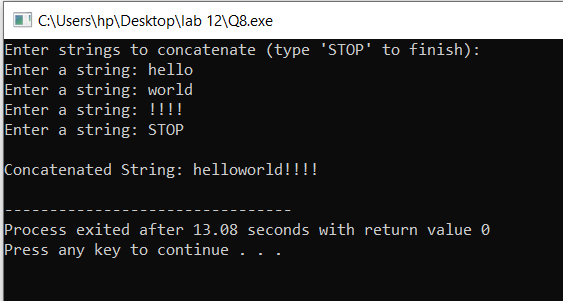 C:\Users\hp\Desktop\lab 12\Q8.exe
Enter strings to concatenate (type 'STOP' to finish):
Enter a string: hello
Enter a string: world
Enter a string: !!!!
Enter a string: STOP
Concatenated String: helloworld!!!!
--------------------------------
Process exited after 13.08 seconds with return value 0
Press any key to continue . . .